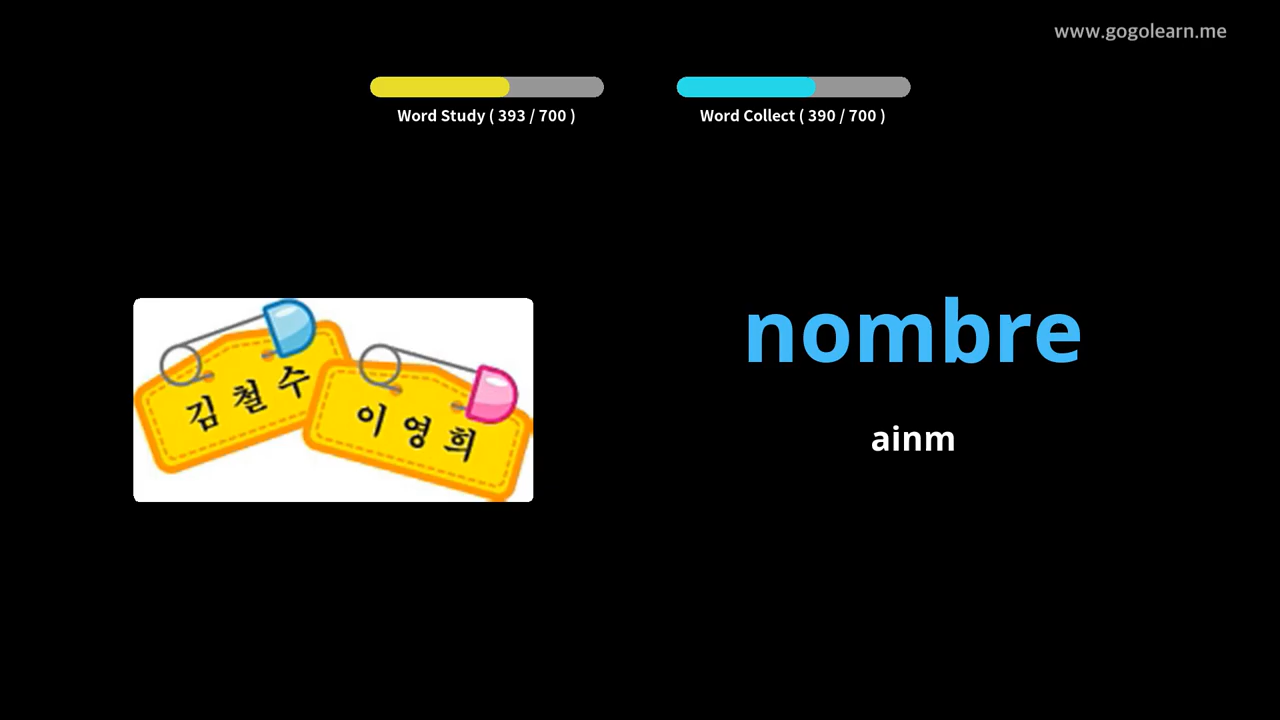 www.gogolearn.me
Word Study ( 393 / 700 )
Word Collect ( 390 / 700 )
김철수
이영희
nombre
ainm